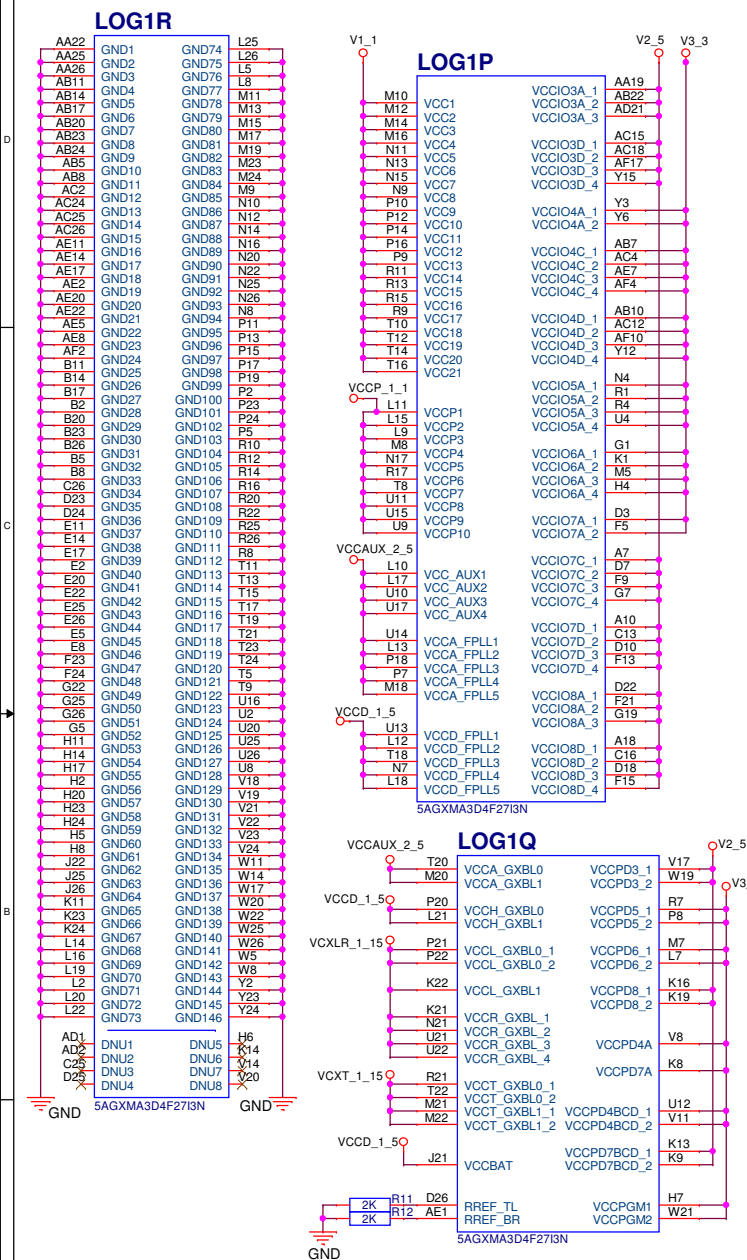 LOG1R
AA22 GND1 GND74 L25
AA25 GND2 GND75 L26
AA26 GND3 GND76 L5
AB11 GND4 GND77 L8
AB14 GND5 GND78 M11
AB17 GND6 GND79 M13
AB20 GND7 GND80 M15
AB23 GND8 GND81 M17
AB24 GND9 GND82 M19
AB5 GND10 GND83 M23
AB8 GND11 GND84 M24
AC2 GND12 GND85 M9
AC24 GND13 GND86 N10
AC25 GND14 GND87 N12
AC26 GND15 GND88 N14
AE11 GND16 GND89 N16
AE14 GND17 GND90 N20
AE17 GND18 GND91 N22
AE2 GND19 GND92 N25
AE20 GND20 GND93 N26
AE22 GND21 GND94 N8
AE5 GND22 GND95 P11
AE8 GND23 GND96 P13
AF2 GND24 GND97 P15
B11 GND25 GND98 P17
B14 GND26 GND99 P19
B17 GND27 GND100 P2
B2 GND28 GND101 P23
B20 GND29 GND102 P24
B23 GND30 GND103 P5
B26 GND31 GND104 R10
B5 GND32 GND105 R12
B8 GND33 GND106 R14
C26 GND34 GND107 R16
D23 GND35 GND108 R20
D24 GND36 GND109 R22
E11 GND37 GND110 R25
E14 GND38 GND111 R26
E17 GND39 GND112 R8
E2 GND40 GND113 T11
E20 GND41 GND114 T13
E22 GND42 GND115 T15
E25 GND43 GND116 T17
E26 GND44 GND117 T19
E5 GND45 GND118 T21
E8 GND46 GND119 T23
F23 GND47 GND120 T24
F24 GND48 GND121 T5
G22 GND49 GND122 T9
G25 GND50 GND123 U16
G26 GND51 GND124 U2
G5 GND52 GND125 U20
H11 GND53 GND126 U25
H14 GND54 GND127 U26
H17 GND55 GND128 U8
H2 GND56 GND129 V18
H20 GND57 GND130 V19
H23 GND58 GND131 V21
H24 GND59 GND132 V22
H5 GND60 GND133 V23
H8 GND61 GND134 V24
J22 GND62 GND135 W11
J25 GND63 GND136 W14
J26 GND64 GND137 W17
K11 GND65 GND138 W20
K23 GND66 GND139 W22
K24 GND67 GND140 W25
L14 GND68 GND141 W26
L16 GND69 GND142 W5
L19 GND70 GND143 W8
L2 GND71 GND144 Y2
L20 GND72 GND145 Y23
L22 GND73 GND146 Y24
AD1 DNU1 DNU5 H6
AD2 DNU2 DNU6 K14
C25 DNU3 DNU7 V14
D25 DNU4 DNU8 V20
GND 5AGXMA3D4F27I3N GND
V1_1 V2_5 V3_3
LOG1P
M10 VCC1
M12 VCC2
M14 VCC3
M16 VCC4
N11 VCC5
N13 VCC6
N15 VCC7
N9 VCC8
P10 VCC9
P12 VCC10
P14 VCC11
P16 VCC12
P9 VCC13
R11 VCC14
R13 VCC15
R15 VCC16
R9 VCC17
T10 VCC18
T12 VCC19
T14 VCC20
T16 VCC21
VCCP_1_1
L11 VCCP1
L15 VCCP2
L9 VCCP3
M8 VCCP4
N17 VCCP5
R17 VCCP6
T8 VCCP7
U11 VCCP8
U15 VCCP9
U9 VCCP10
VCCAUX_2_5
L10 VCC_AUX1
L17 VCC_AUX2
U10 VCC_AUX3
U17 VCC_AUX4
U14 VCCA_FPLL1
L13 VCCA_FPLL2
P18 VCCA_FPLL3
P7 VCCA_FPLL4
M18 VCCA_FPLL5
VCCD_1_5
U13 VCCD_FPLL1
L12 VCCD_FPLL2
T18 VCCD_FPLL3
N7 VCCD_FPLL4
L18 VCCD_FPLL5
VCCIO3A_1 AA19
VCCIO3A_2 AB22
VCCIO3A_3 AD21
VCCIO3D_1 AC15
VCCIO3D_2 AC18
VCCIO3D_3 AF17
VCCIO3D_4 Y15
VCCIO4A_1 Y3
VCCIO4A_2 Y6
VCCIO4C_1 AB7
VCCIO4C_2 AC4
VCCIO4C_3 AE7
VCCIO4C_4 AF4
VCCIO4D_1 AB10
VCCIO4D_2 AC12
VCCIO4D_3 AF10
VCCIO4D_4 Y12
VCCIO5A_1 N4
VCCIO5A_2 R1
VCCIO5A_3 R4
VCCIO5A_4 U4
VCCIO6A_1 G1
VCCIO6A_2 K1
VCCIO6A_3 M5
VCCIO6A_4 H4
VCCIO7A_1 D3
VCCIO7A_2 F5
VCCIO7C_1 A7
VCCIO7C_2 D7
VCCIO7C_3 F9
VCCIO7C_4 G7
VCCIO7D_1 A10
VCCIO7D_2 C13
VCCIO7D_3 D10
VCCIO7D_4 F13
VCCIO8A_1 D22
VCCIO8A_2 F21
VCCIO8A_3 G19
VCCIO8D_1 A18
VCCIO8D_2 C16
VCCIO8D_3 D18
VCCIO8D_4 F15
5AGXMA3D4F27I3N
LOG1Q
VCCAUX_2_5
T20 VCCA_GXBL0
M20 VCCA_GXBL1
VCCD_1_5
P20 VCCH_GXBL0
L21 VCCH_GXBL1
VCXLR_1_15
P21 VCCL_GXBL0_1
P22 VCCL_GXBL0_2
K22 VCCL_GXBL1
K21 VCCR_GXBL_1
N21 VCCR_GXBL_2
U21 VCCR_GXBL_3
U22 VCCR_GXBL_4
VCXT_1_15
R21 VCCT_GXBL0_1
T22 VCCT_GXBL0_2
M21 VCCT_GXBL1_1
M22 VCCT_GXBL1_2
VCCD_1_5
J21 VCCBAT
2K R11 D26 RREF_TL
2K R12 AE1 RREF_BR
GND
V2_5
V3_
VCCPD3_1 V17
VCCPD3_2 W19
VCCPD5_1 R7
VCCPD5_2 P8
VCCPD6_1 M7
VCCPD6_2 L7
VCCPD8_1 K16
VCCPD8_2 K19
VCCPD4A V8
VCCPD7A K8
VCCPD4BCD_1 U12
VCCPD4BCD_2 V11
VCCPD7BCD_1 K13
VCCPD7BCD_2 K9
VCCPGM1 H7
VCCPGM2 W21
5AGXMA3D4F27I3N
D
C
B